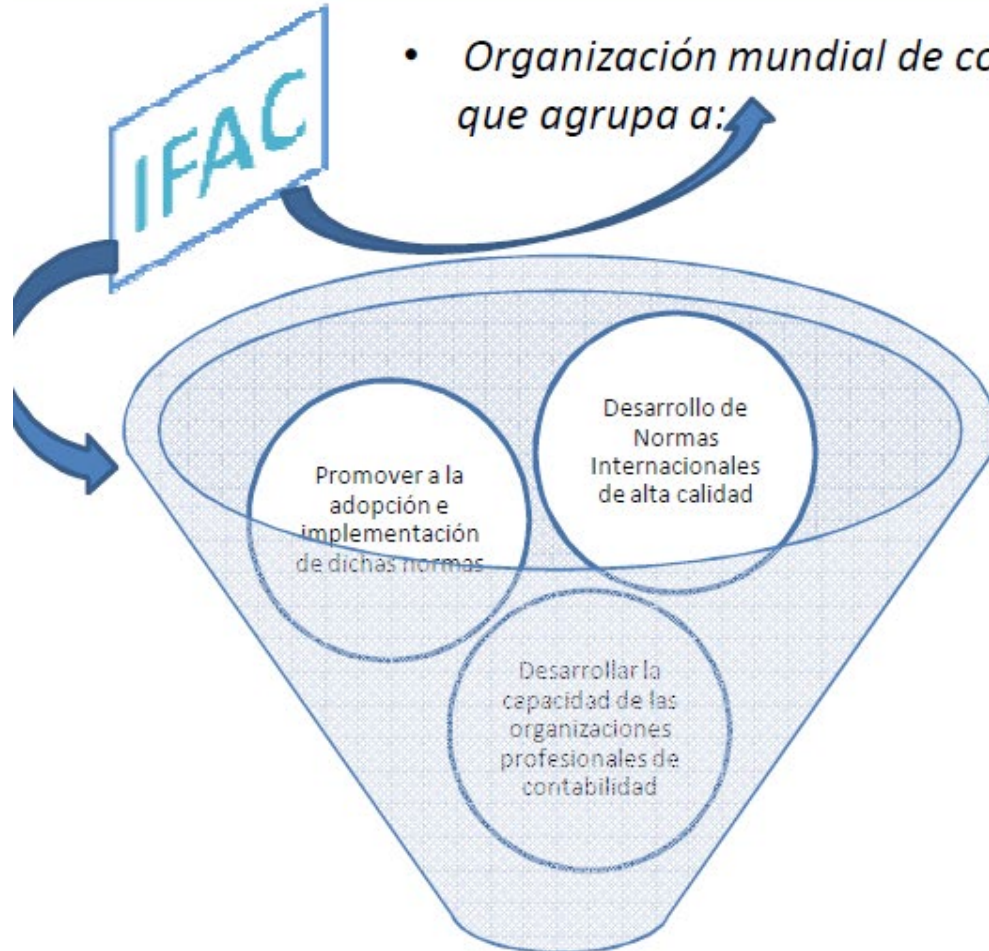 IFAC
• Organización mundial de
que agrupa a:
Promover a la
adopción e
implementación
de dichas normas
Desarrollo de
Normas
Internacionales
de alta calidad
Desarrollar la
capacidad de las
organizaciones
profesionales de
contabilidad